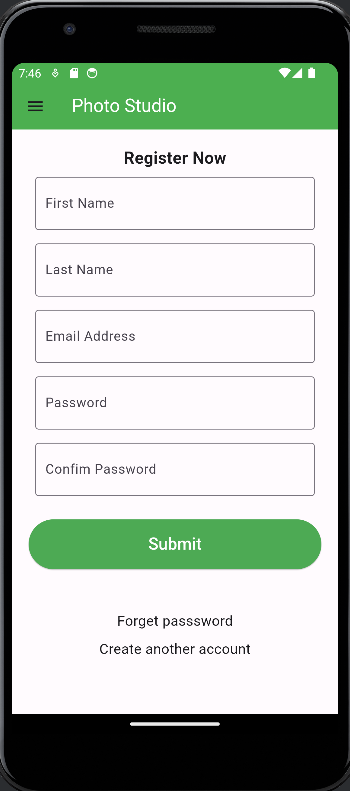 7:46
Photo Studio
Register Now
First Name
Last Name
Email Address
Password
Confim Password
Submit
Forget passsword
Create another account